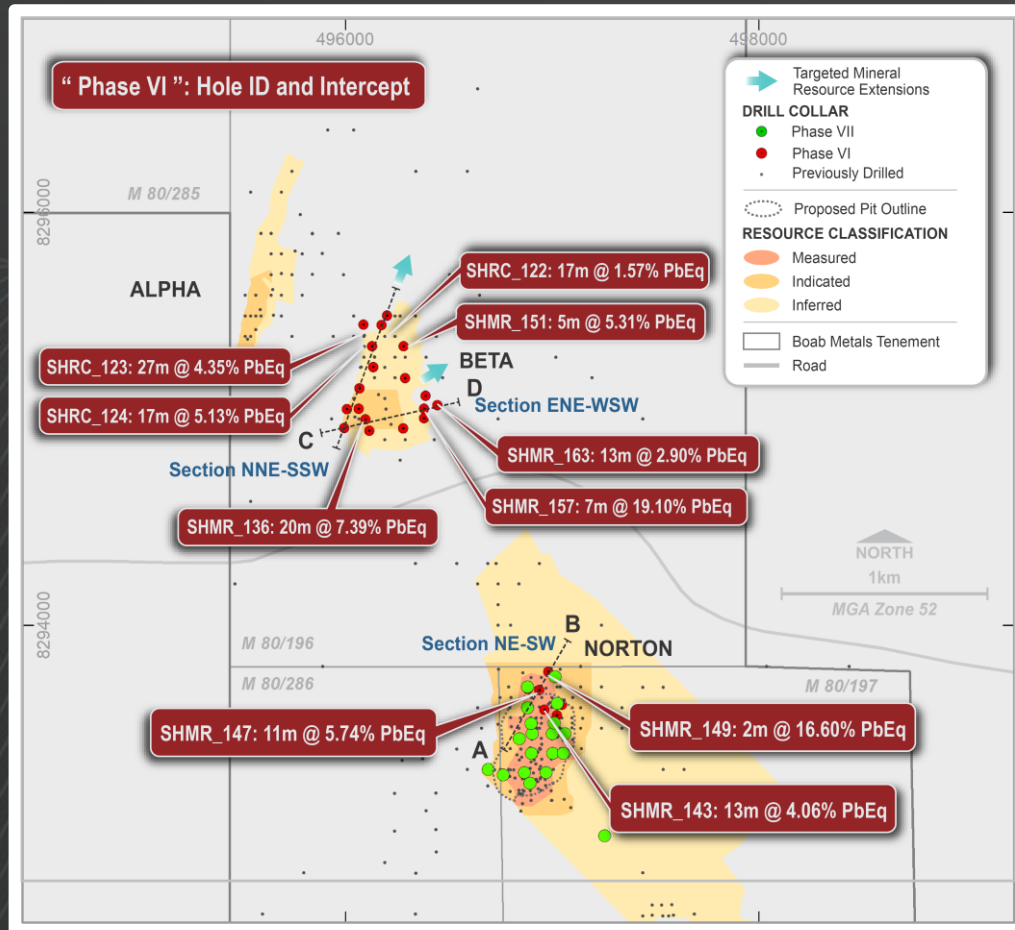 496000
498000
“ Phase VI ”: Hole ID and Intercept
Targeted Mineral
Resource Extensions
DRILL COLLAR
Phase VII
Phase VI
Previously Drilled
Proposed Pit Outline
RESOURCE CLASSIFICATION
Measured
Indicated
Inferred
Boab Metals Tenement
Road
M 80/285
8296000
ALPHA
SHRC_122: 17m @ 1.57% PbEq
SHMR_151: 5m @ 5.31% PbEq
SHRC_123: 27m @ 4.35% PbEq
BETA
D
SHRC_124: 17m @ 5.13% PbEq
Section ENE-WSW
C
Section NNE-SSW
SHMR_163: 13m @ 2.90% PbEq
SHMR_157: 7m @ 19.10% PbEq
SHMR_136: 20m @ 7.39% PbEq
NORTH
1km
MGA Zone 52
8294000
M 80/196
Section NE-SW
B
NORTON
M 80/286
M 80/197
SHMR_147: 11m @ 5.74% PbEq
SHMR_149: 2m @ 16.60% PbEq
A
SHMR_143: 13m @ 4.06% PbEq